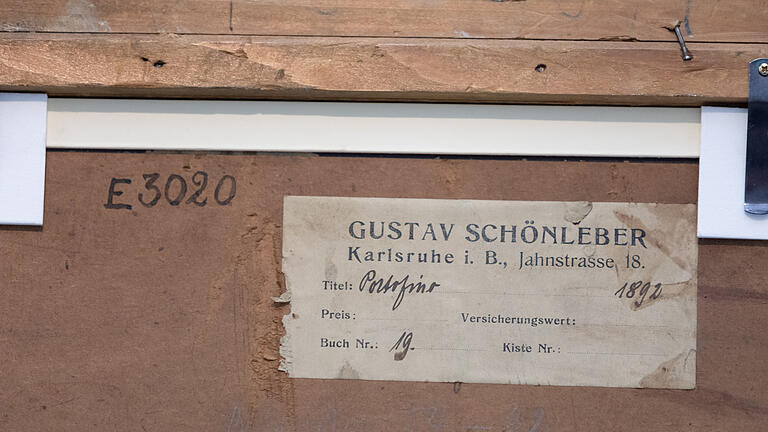 E3020
GUSTAV SCHÖNLEBER
Karlsruhe i. B., Jahnstrasse 18.
Titel: Portofino 1892
Preis: Versicherungswert:
Buch Nr.: 19. Kiste Nr.: